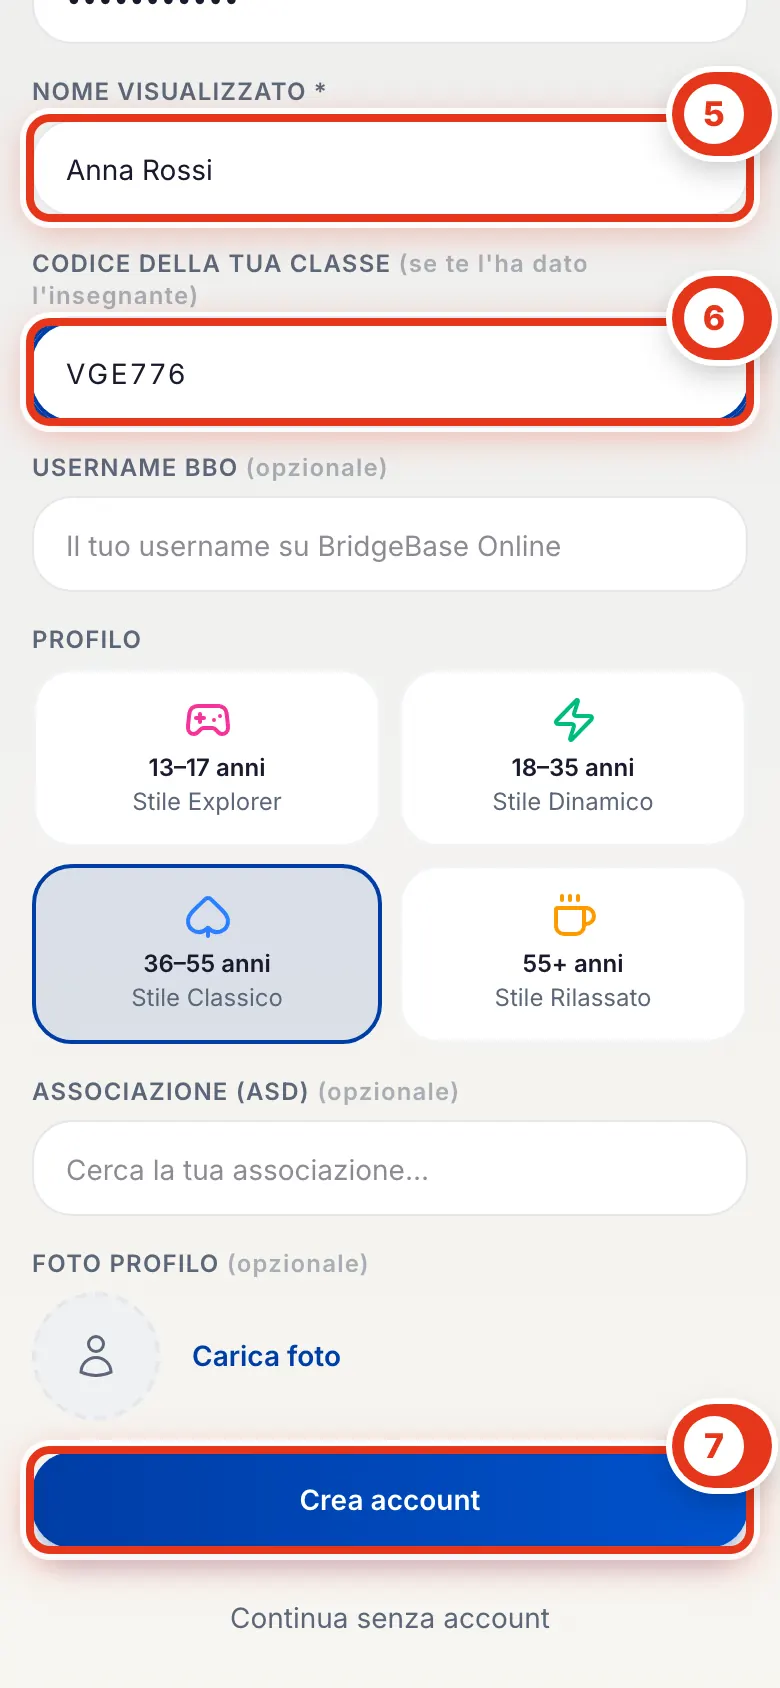 NOME VISUALIZZATO *
5
Anna Rossi
CODICE DELLA TUA CLASSE (se te l'ha dato
l'insegnante)
6
VGE776
USERNAME BBO (opzionale)
Il tuo username su BridgeBase Online
PROFILO
13–17 anni
Stile Explorer
18–35 anni
Stile Dinamico
36–55 anni
Stile Classico
55+ anni
Stile Rilassato
ASSOCIAZIONE (ASD) (opzionale)
Cerca la tua associazione...
FOTO PROFILO (opzionale)
Carica foto
7
Crea account
Continua senza account